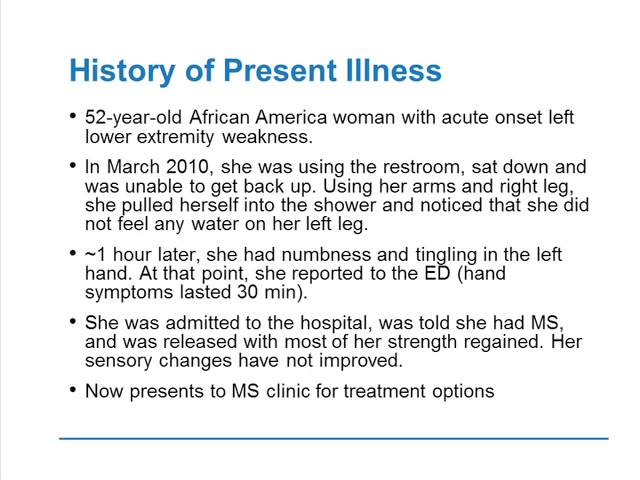 History of Present Illness
• 52-year-old African America woman with acute onset left
lower extremity weakness.
• In March 2010, she was using the restroom, sat down and
was unable to get back up. Using her arms and right leg,
she pulled herself into the shower and noticed that she did
not feel any water on her left leg.
• ~1 hour later, she had numbness and tingling in the left
hand. At that point, she reported to the ED (hand
symptoms lasted 30 min).
• She was admitted to the hospital, was told she had MS,
and was released with most of her strength regained. Her
sensory changes have not improved.
• Now presents to MS clinic for treatment options